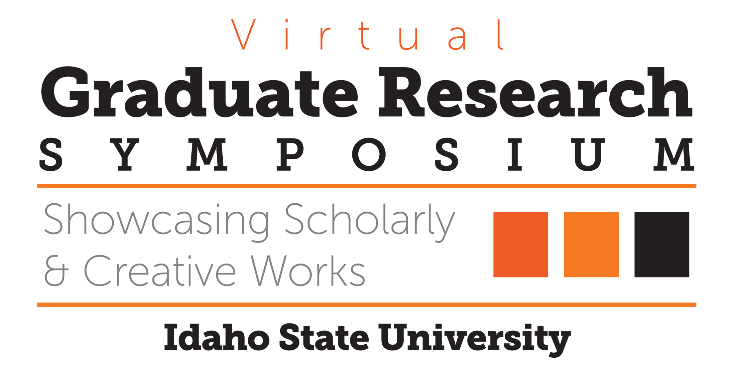 Virtual
Graduate Research
SYMPOSIUM
Showcasing Scholarly
& Creative Works
Idaho State University